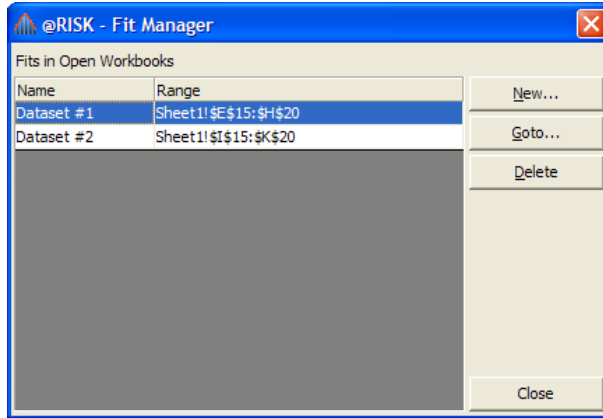 @RISK - Fit Manager
Fits in Open Workbooks
Name Range
Dataset #1 Sheet1!$E$15:$H$20
Dataset #2 Sheet1!$I$15:$K$20
New...
Goto...
Delete
Close